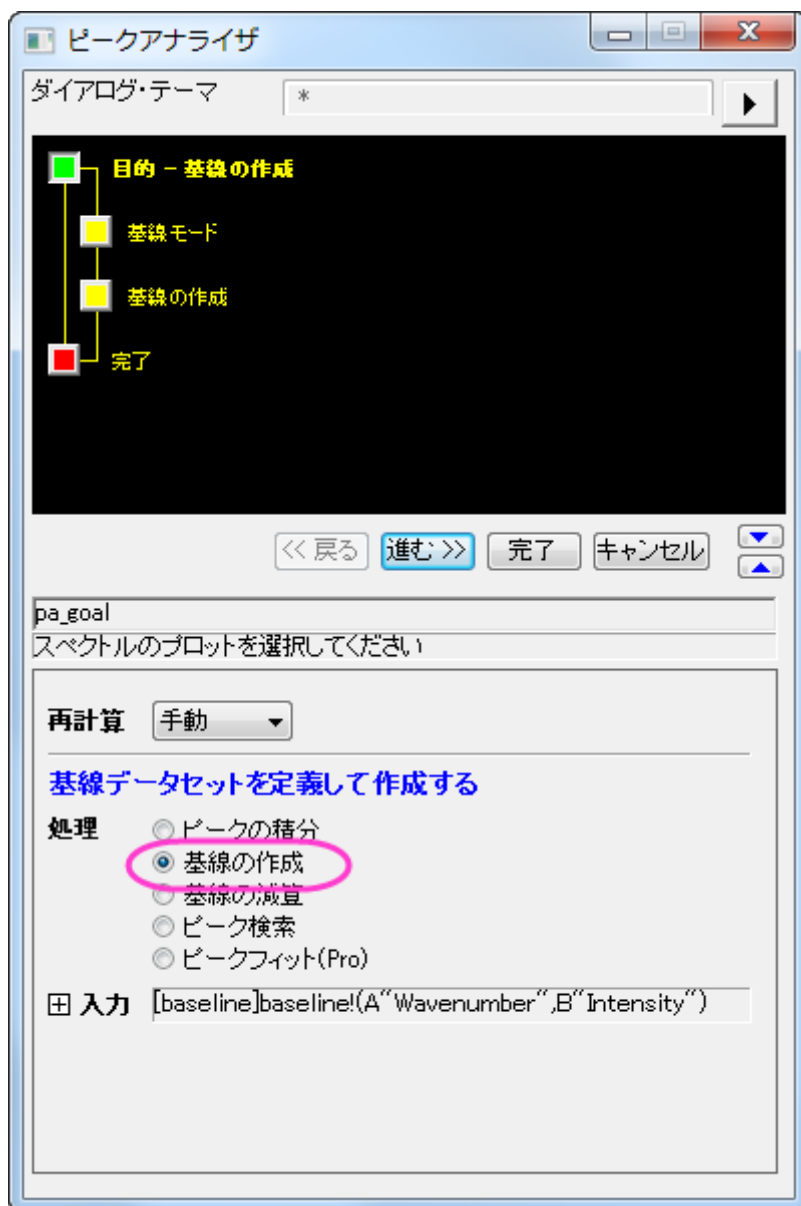 ピークアナライザ
ダイアログ・テーマ *
目的 - 基線の作成
基線モード
基線の作成
完了
<< 戻る 進む >> 完了 キャンセル
pa_goal
スペクトルのプロットを選択してください
再計算 手動
基線データセットを定義して作成する
処理 ピークの積分
基線の作成
基線の減算
ピーク検索
ピークフィット(Pro)
入力 [baseline]baseline!(A"Wavenumber",B"Intensity")